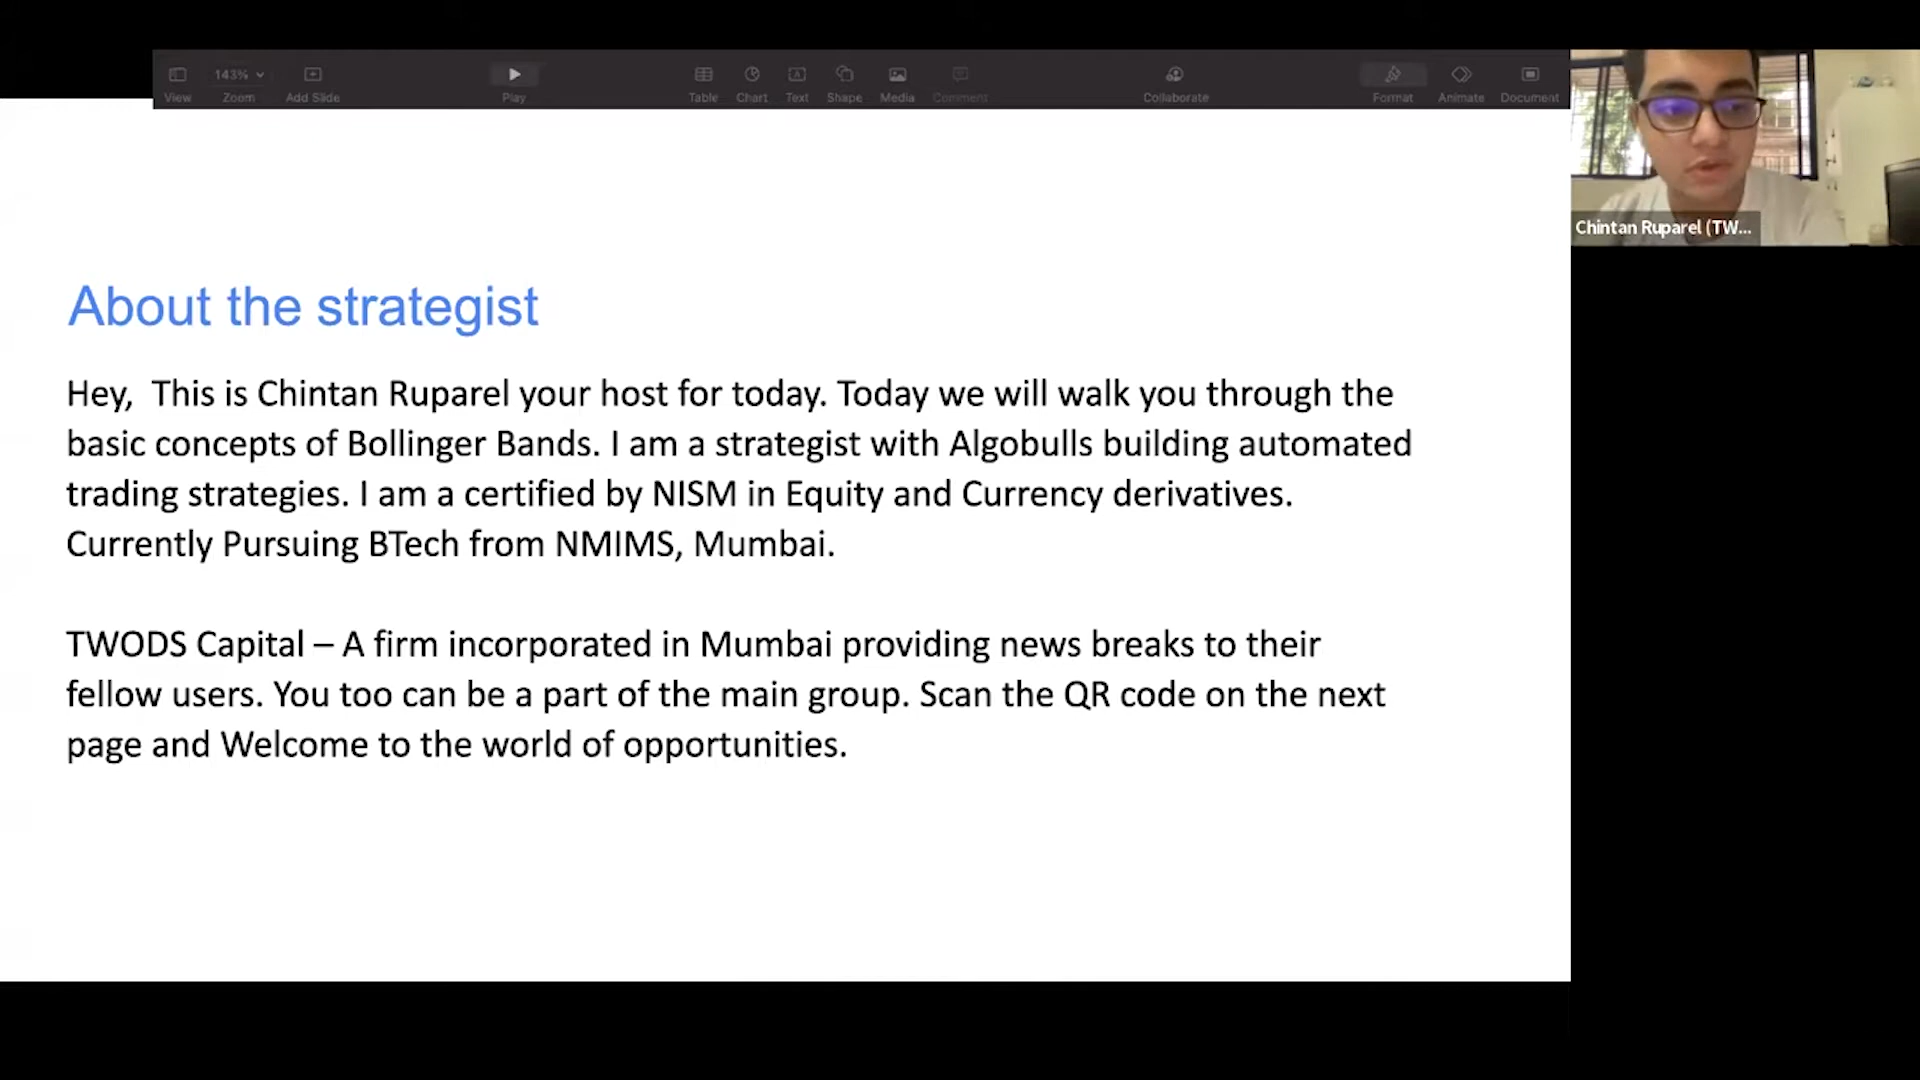 143%
View Zoom Add Slide Play Table Chart Text Shape Media Comment Collaborate Format Animate Document
Chintan Ruparel (TW...
About the strategist
Hey,  This is Chintan Ruparel your host for today. Today we will walk you through the
basic concepts of Bollinger Bands. I am a strategist with Algobulls building automated
trading strategies. I am a certified by NISM in Equity and Currency derivatives.
Currently Pursuing BTech from NMIMS, Mumbai.
TWODS Capital – A firm incorporated in Mumbai providing news breaks to their
fellow users. You too can be a part of the main group. Scan the QR code on the next
page and Welcome to the world of opportunities.